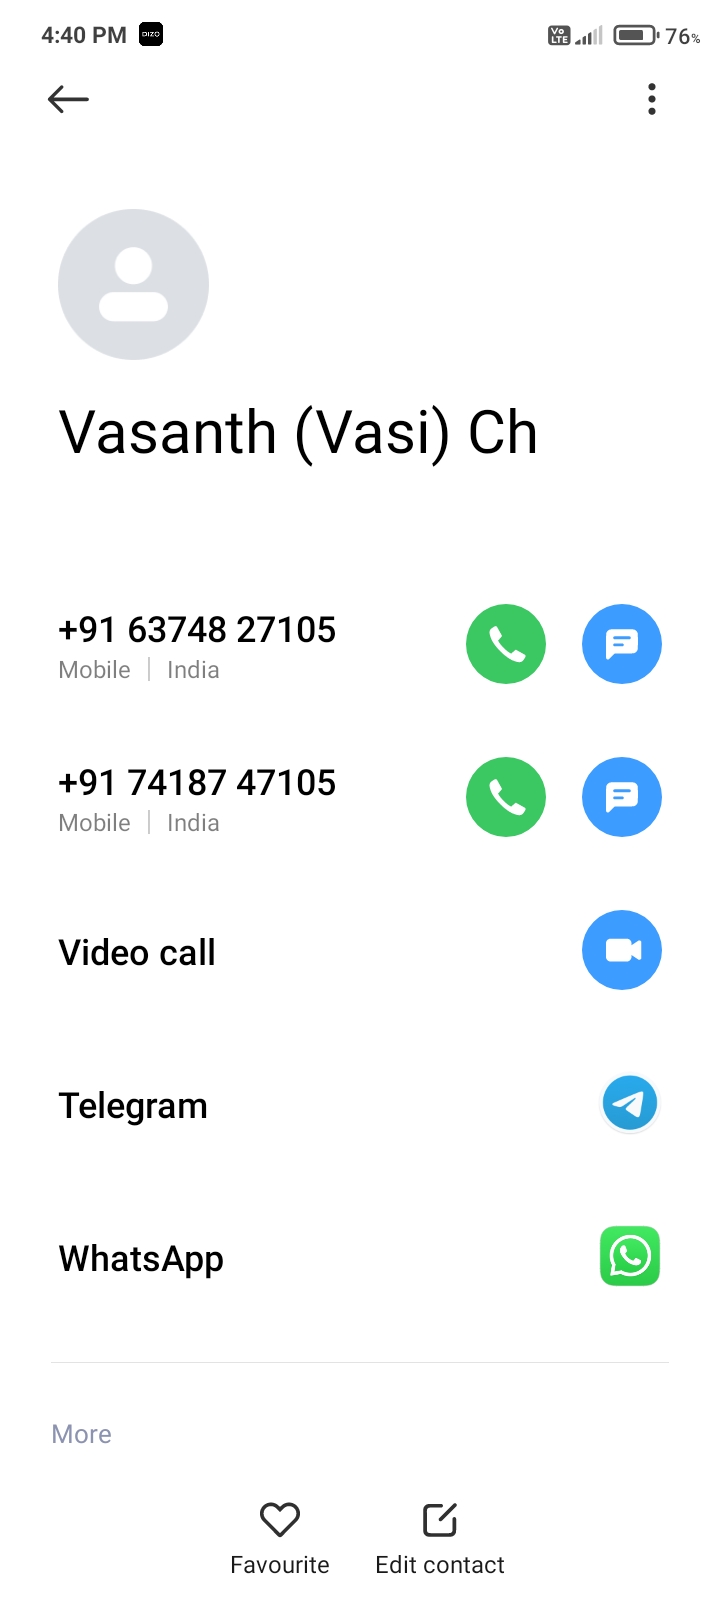 4:40 PM DIZO Vo LTE 76%
Vasanth (Vasi) Ch
+91 63748 27105
Mobile | India
+91 74187 47105
Mobile | India
Video call
Telegram
WhatsApp
More
Favourite Edit contact